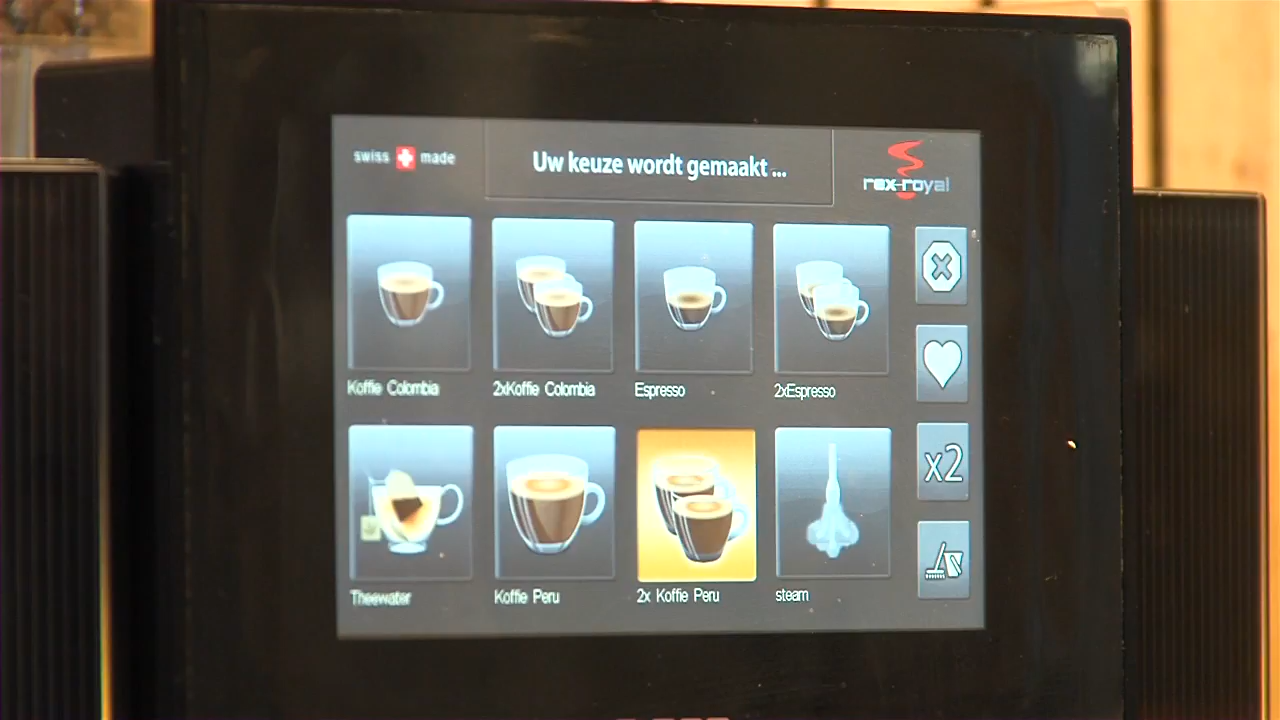 swiss made
Uw keuze wordt gemaakt ...
rex-royal
Koffie Colombia
2xKoffie Colombia
Espresso
2xEspresso
x2
Theewater
Koffie Peru
2x Koffie Peru
steam